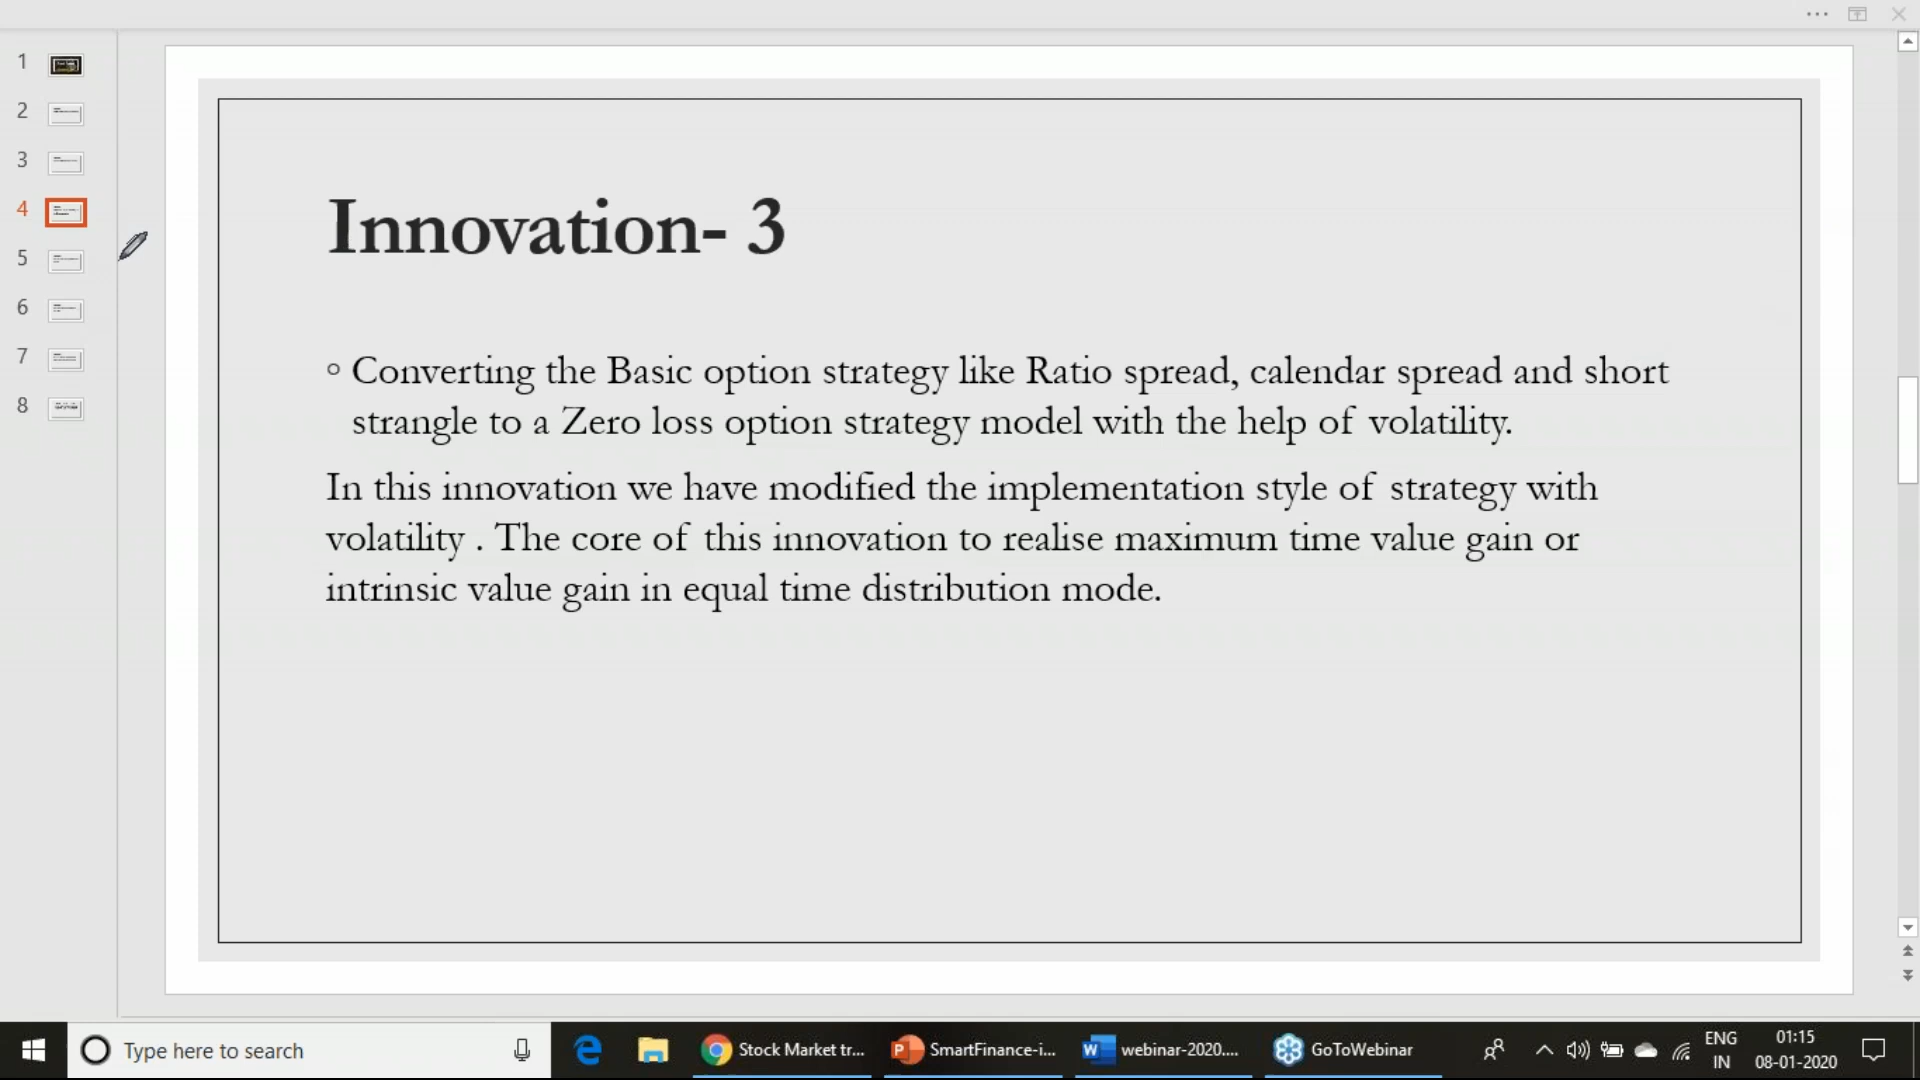 1
2
3
4
5
6
7
8
Innovation- 3
Converting the Basic option strategy like Ratio spread, calendar spread and short
strangle to a Zero loss option strategy model with the help of volatility.
In this innovation we have modified the implementation style of strategy with
volatility . The core of this innovation to realise maximum time value gain or
intrinsic value gain in equal time distribution mode.
Type here to search
Stock Market tr...
SmartFinance-i...
webinar-2020....
GoToWebinar
ENG
IN
01:15
08-01-2020